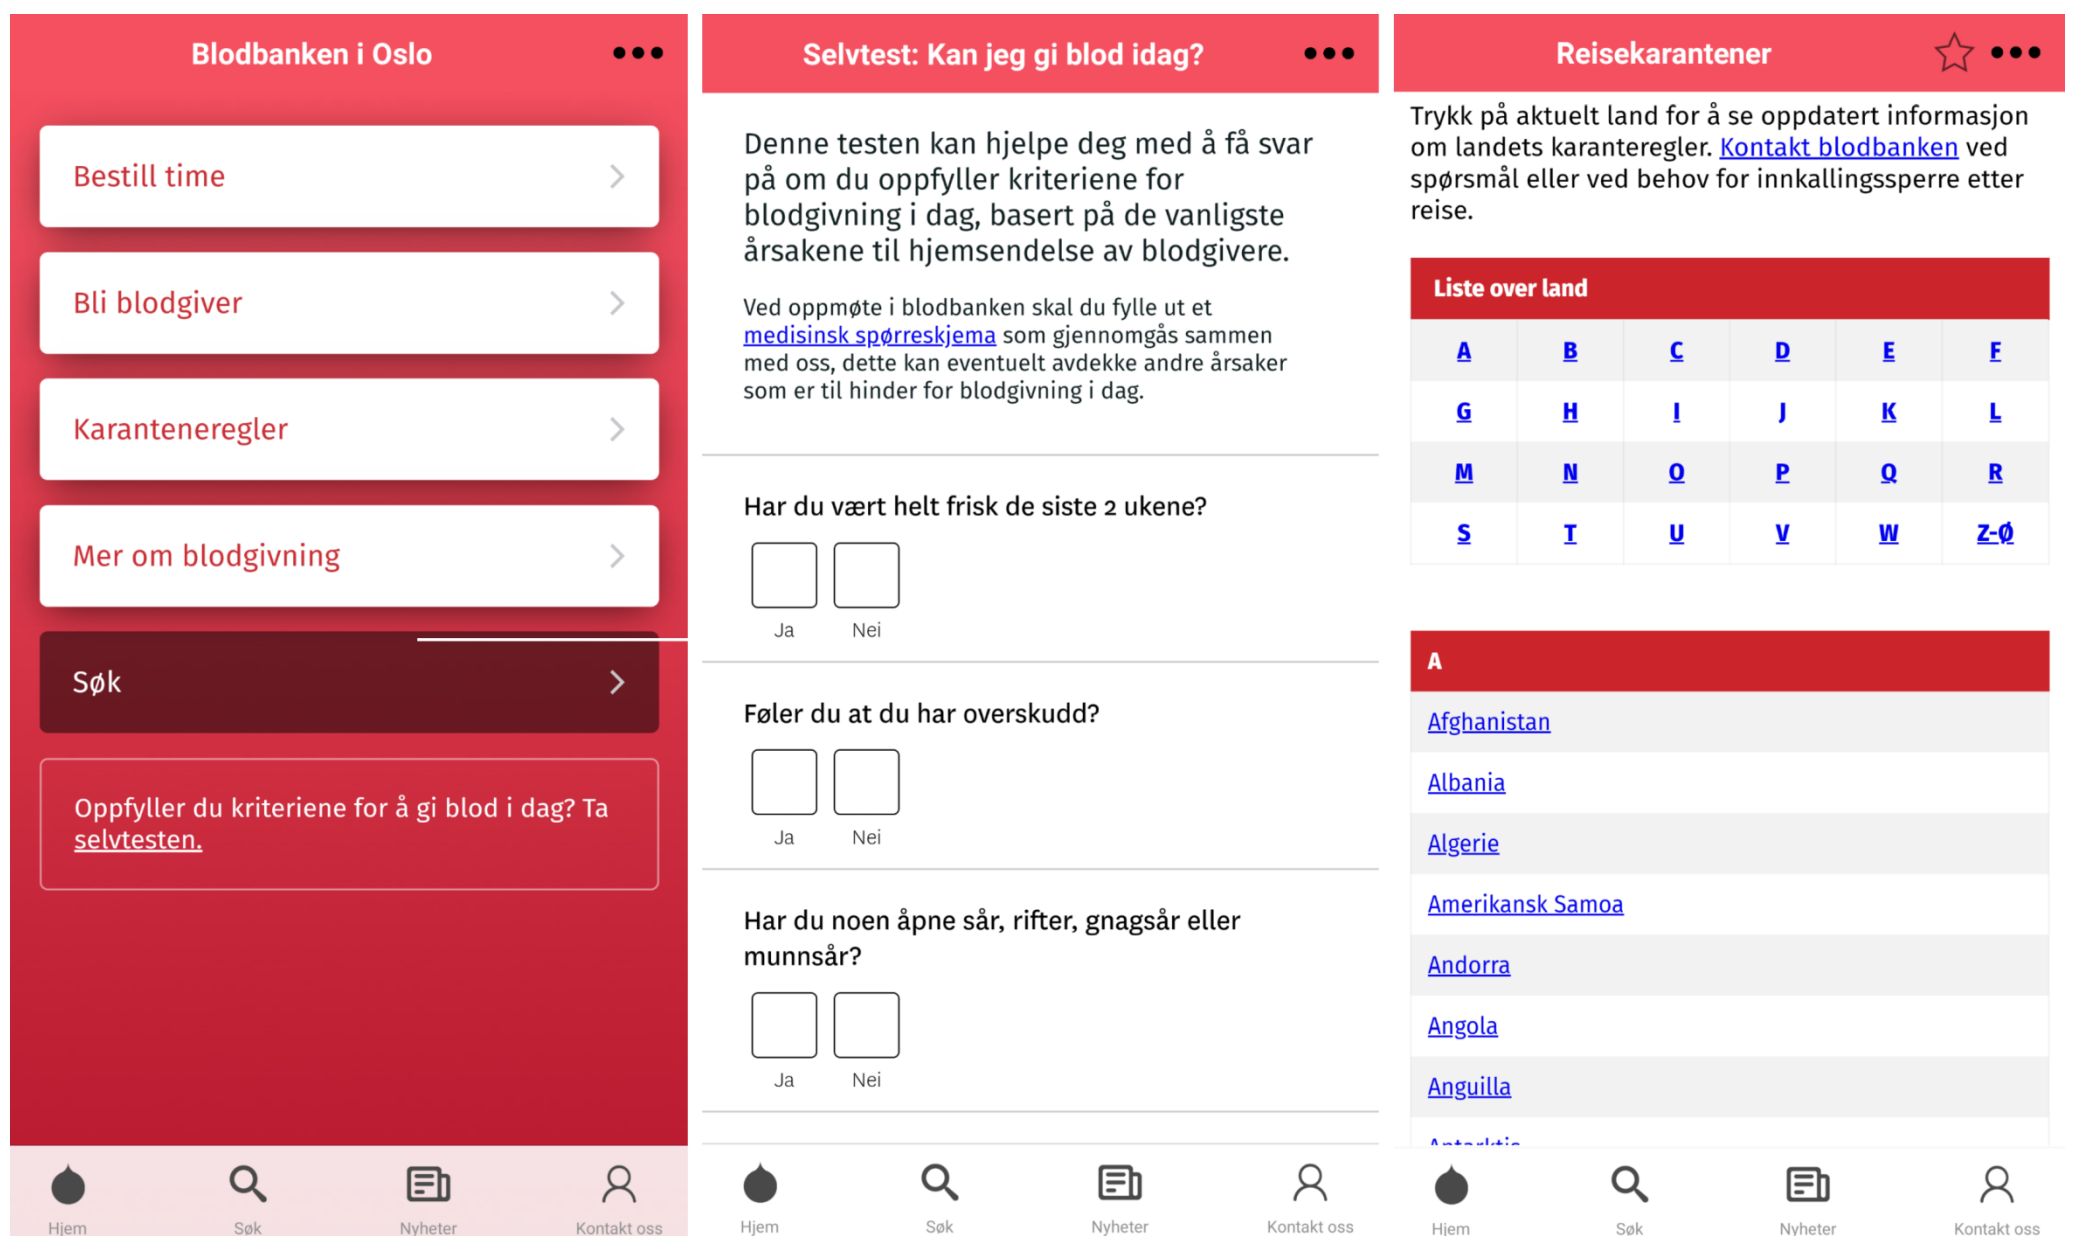 Blodbanken i Oslo
Bestill time
Bli blodgiver
Karanteneregler
Mer om blodgivning
Søk
Oppfyller du kriteriene for å gi blod i dag? Ta
selvtesten.
Hjem Søk Nyheter Kontakt oss
Selvtest: Kan jeg gi blod idag?
Denne testen kan hjelpe deg med å få svar
på om du oppfyller kriteriene for
blodgivning i dag, basert på de vanligste
årsakene til hjemsendelse av blodgivere.
Ved oppmøte i blodbanken skal du fylle ut et
medisinsk spørreskjema som gjennomgås sammen
med oss, dette kan eventuelt avdekke andre årsaker
som er til hinder for blodgivning i dag.
Har du vært helt frisk de siste 2 ukene?
Ja Nei
Føler du at du har overskudd?
Ja Nei
Har du noen åpne sår, rifter, gnagsår eller
munnsår?
Ja Nei
Hjem Søk Nyheter Kontakt oss
Reisekarantener
Trykk på aktuelt land for å se oppdatert informasjon
om landets karanteregler. Kontakt blodbanken ved
spørsmål eller ved behov for innkallingssperre etter
reise.
Liste over land
A B C D E F
G H I J K L
M N O P Q R
S T U V W Z-Ø
A
Afghanistan
Albania
Algerie
Amerikansk Samoa
Andorra
Angola
Anguilla
Antarktis
Hjem Søk Nyheter Kontakt oss